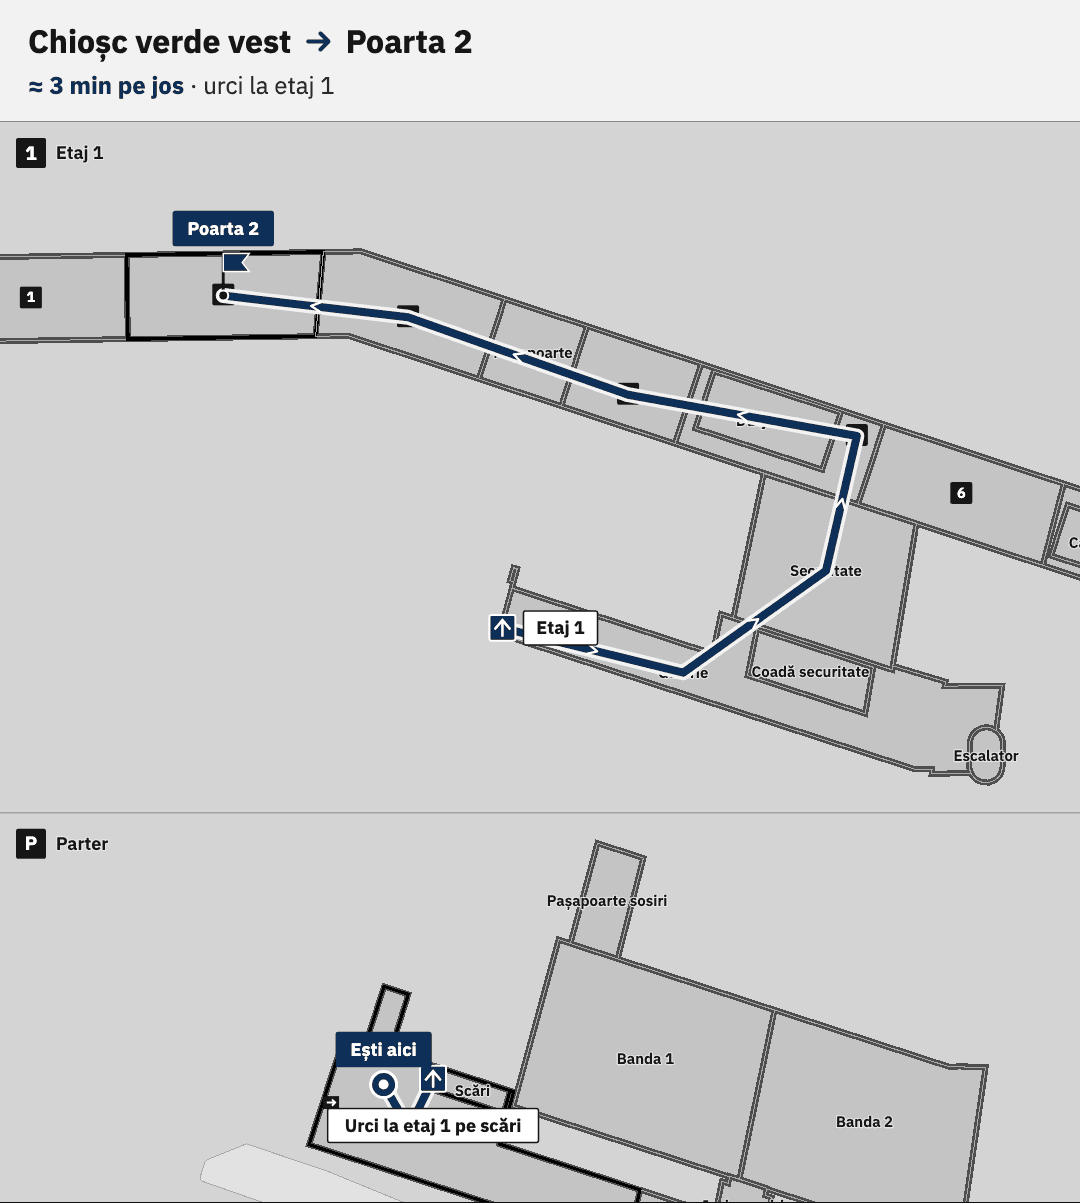 Chioșc verde vest → Poarta 2
≈ 3 min pe jos · urci la etaj 1
1 Etaj 1
Poarta 2
1
6
Etaj 1
Coadă securitate
Escalator
P Parter
Pașapoarte sosiri
Banda 1
Ești aici
Scări
Banda 2
Urci la etaj 1 pe scări